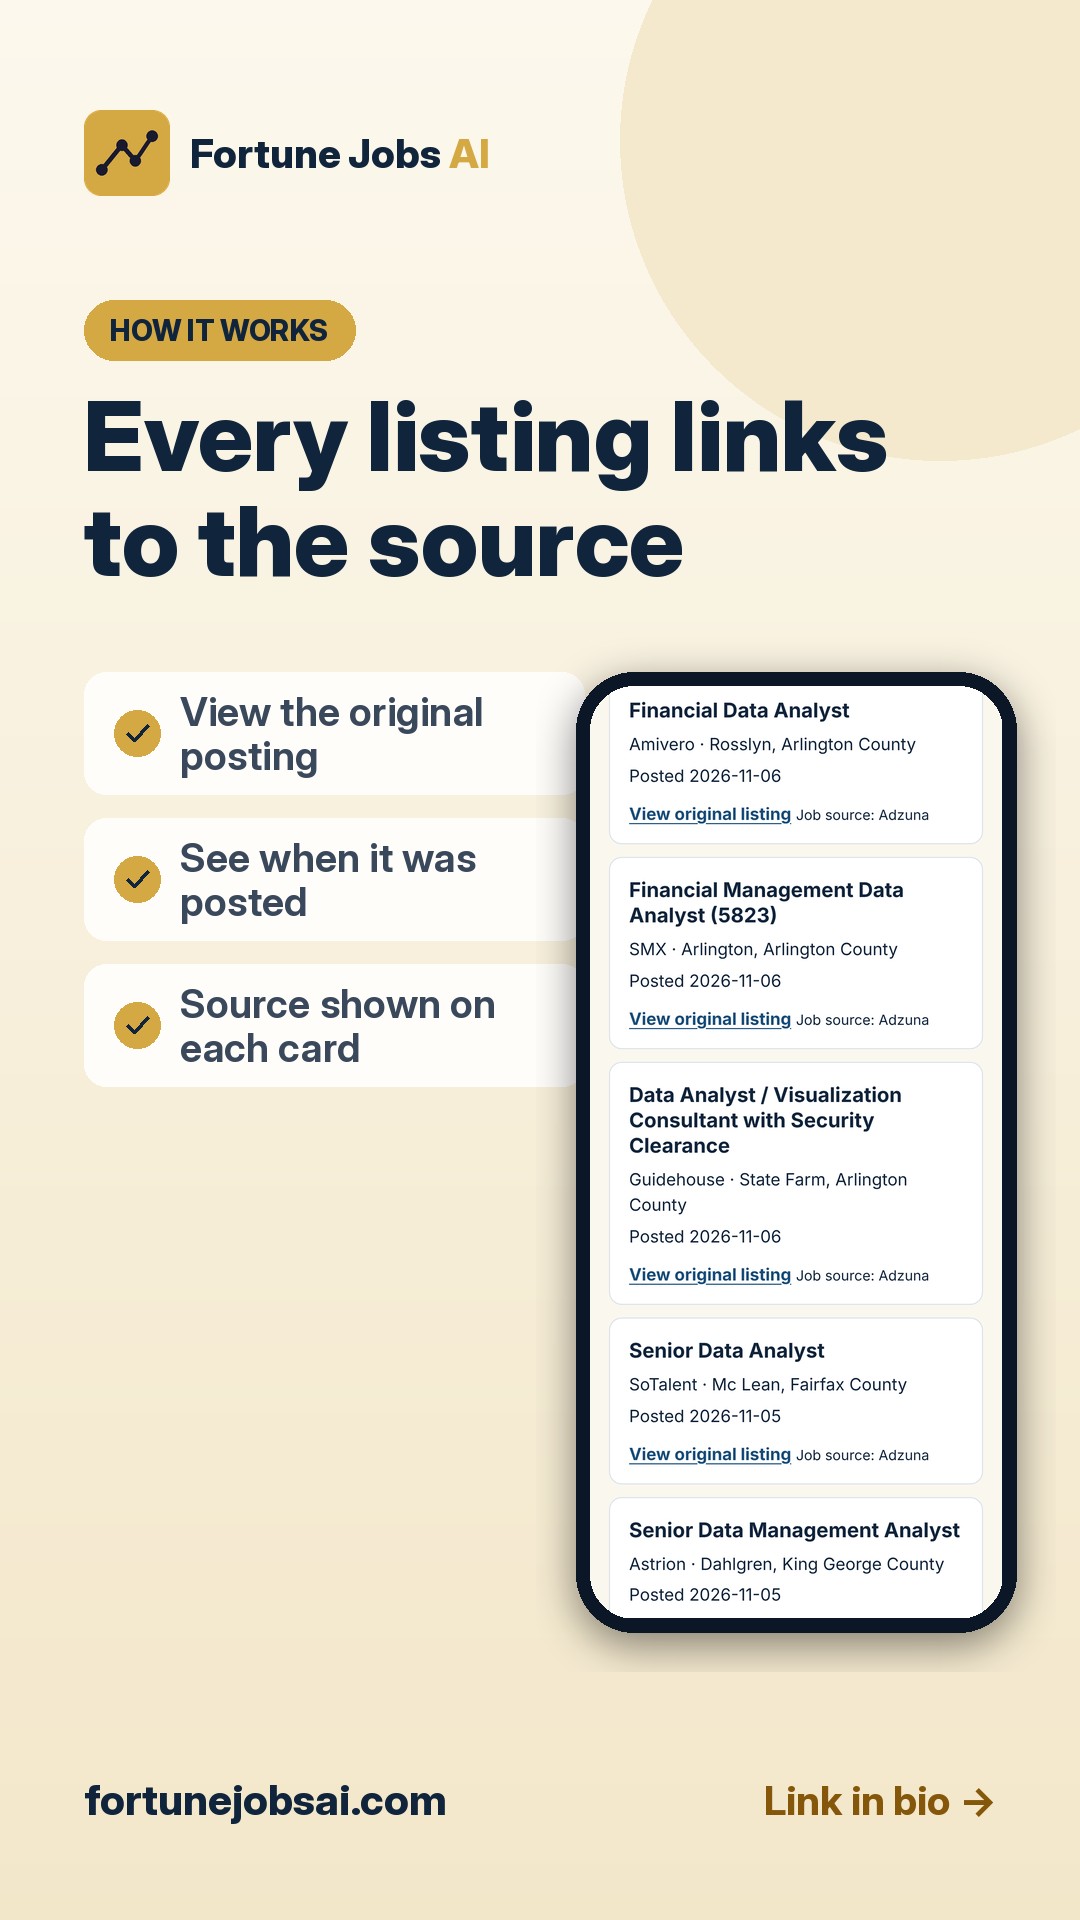 Fortune Jobs AI
HOW IT WORKS
Every listing links
to the source
View the original
posting
See when it was
posted
Source shown on
each card
Financial Data Analyst
Amivero · Rosslyn, Arlington County
Posted 2026-11-06
View original listing Job source: Adzuna
Financial Management Data
Analyst (5823)
SMX · Arlington, Arlington County
Posted 2026-11-06
View original listing Job source: Adzuna
Data Analyst / Visualization
Consultant with Security
Clearance
Guidehouse · State Farm, Arlington
County
Posted 2026-11-06
View original listing Job source: Adzuna
Senior Data Analyst
SoTalent · Mc Lean, Fairfax County
Posted 2026-11-05
View original listing Job source: Adzuna
Senior Data Management Analyst
Astrion · Dahlgren, King George County
Posted 2026-11-05
fortunejobsai.com
Link in bio →